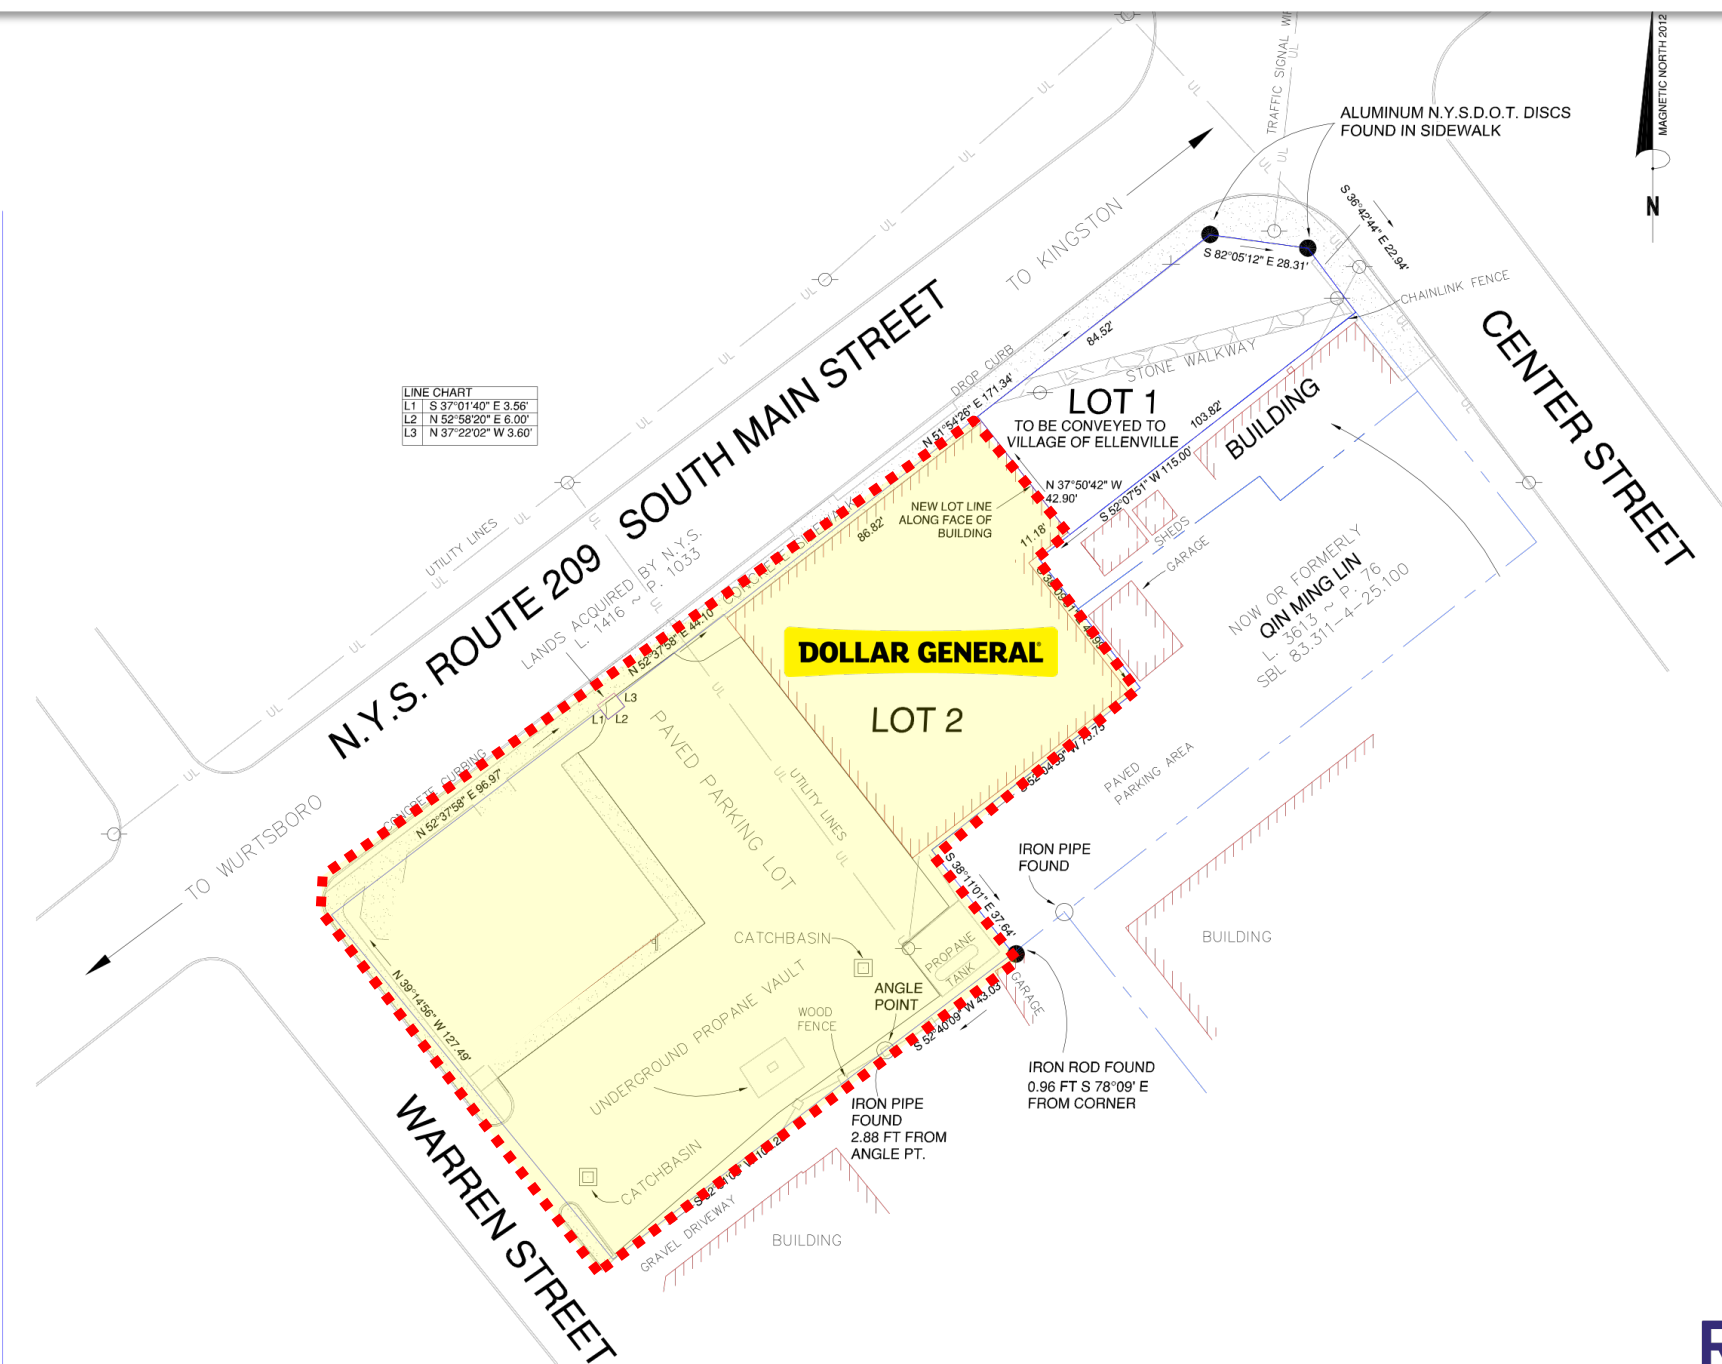 TRAFFIC SIGNAL
MAGNETIC NORTH 2012
N
ALUMINUM N.Y.S.D.O.T. DISCS
FOUND IN SIDEWALK
S 36°42'44" E 22.94'
S 82°05'12" E 28.31'
CHAINLINK FENCE
TO KINGSTON
CENTER STREET
84.52'
STONE WALKWAY
DROP CURB
N 51°54'26" E 171.34'
LOT 1
TO BE CONVEYED TO
VILLAGE OF ELLENVILLE
103.82'
S 52°07'51" W 115.00'
BUILDING
LINE CHART
L1 S 37°01'40" E 3.56'
L2 N 52°58'20" E 6.00'
L3 N 37°22'02" W 3.60'
N.Y.S. ROUTE 209 SOUTH MAIN STREET
UTILITY LINES
LANDS ACQUIRED BY N.Y.S.
L. 1416 ~ P. 1033
N 37°50'42" W
42.90'
NEW LOT LINE
ALONG FACE OF
BUILDING
86.82'
11.18'
SHEDS
GARAGE
NOW OR FORMERLY
QIN MING LIN
L. 3613 ~ P. 76
SBL 83.311-4-25.100
N 52°37'58" E 44.10'
DOLLAR GENERAL
LOT 2
L3
L1
L2
PAVED PARKING LOT
UTILITY LINES
UL
PAVED
PARKING AREA
N 52°37'58" E 96.97'
TO WURTSBORO
IRON PIPE
FOUND
S 38°11'01" E 37.64'
BUILDING
CATCHBASIN
PROPANE
TANK
GARAGE
ANGLE
POINT
WOOD
FENCE
UNDERGROUND PROPANE VAULT
N 39°14'56" W 127.49'
S 52°40'09" W 43.03'
IRON ROD FOUND
0.96 FT S 78°09' E
FROM CORNER
IRON PIPE
FOUND
2.88 FT FROM
ANGLE PT.
CATCHBASIN
GRAVEL DRIVEWAY
BUILDING
WARREN STREET